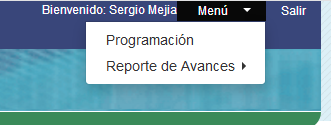 Bienvenido: Sergio Mejia Menú Salir
Programación
Reporte de Avances